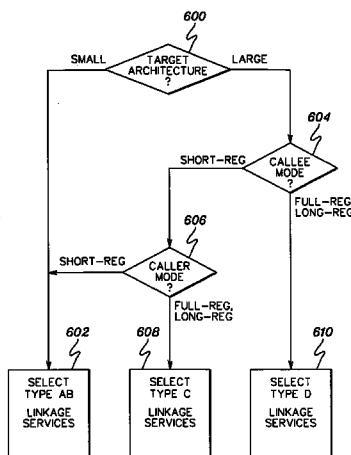 600
SMALL
TARGET
ARCHITECTURE
?
LARGE
604
SHORT-REG
CALLEE
MODE
?
606
FULL-REG,
LONG-REG
SHORT-REG
CALLER
MODE
?
FULL-REG,
LONG-REG
602
608
610
SELECT
TYPE AB
LINKAGE
SERVICES
SELECT
TYPE C
LINKAGE
SERVICES
SELECT
TYPE D
LINKAGE
SERVICES